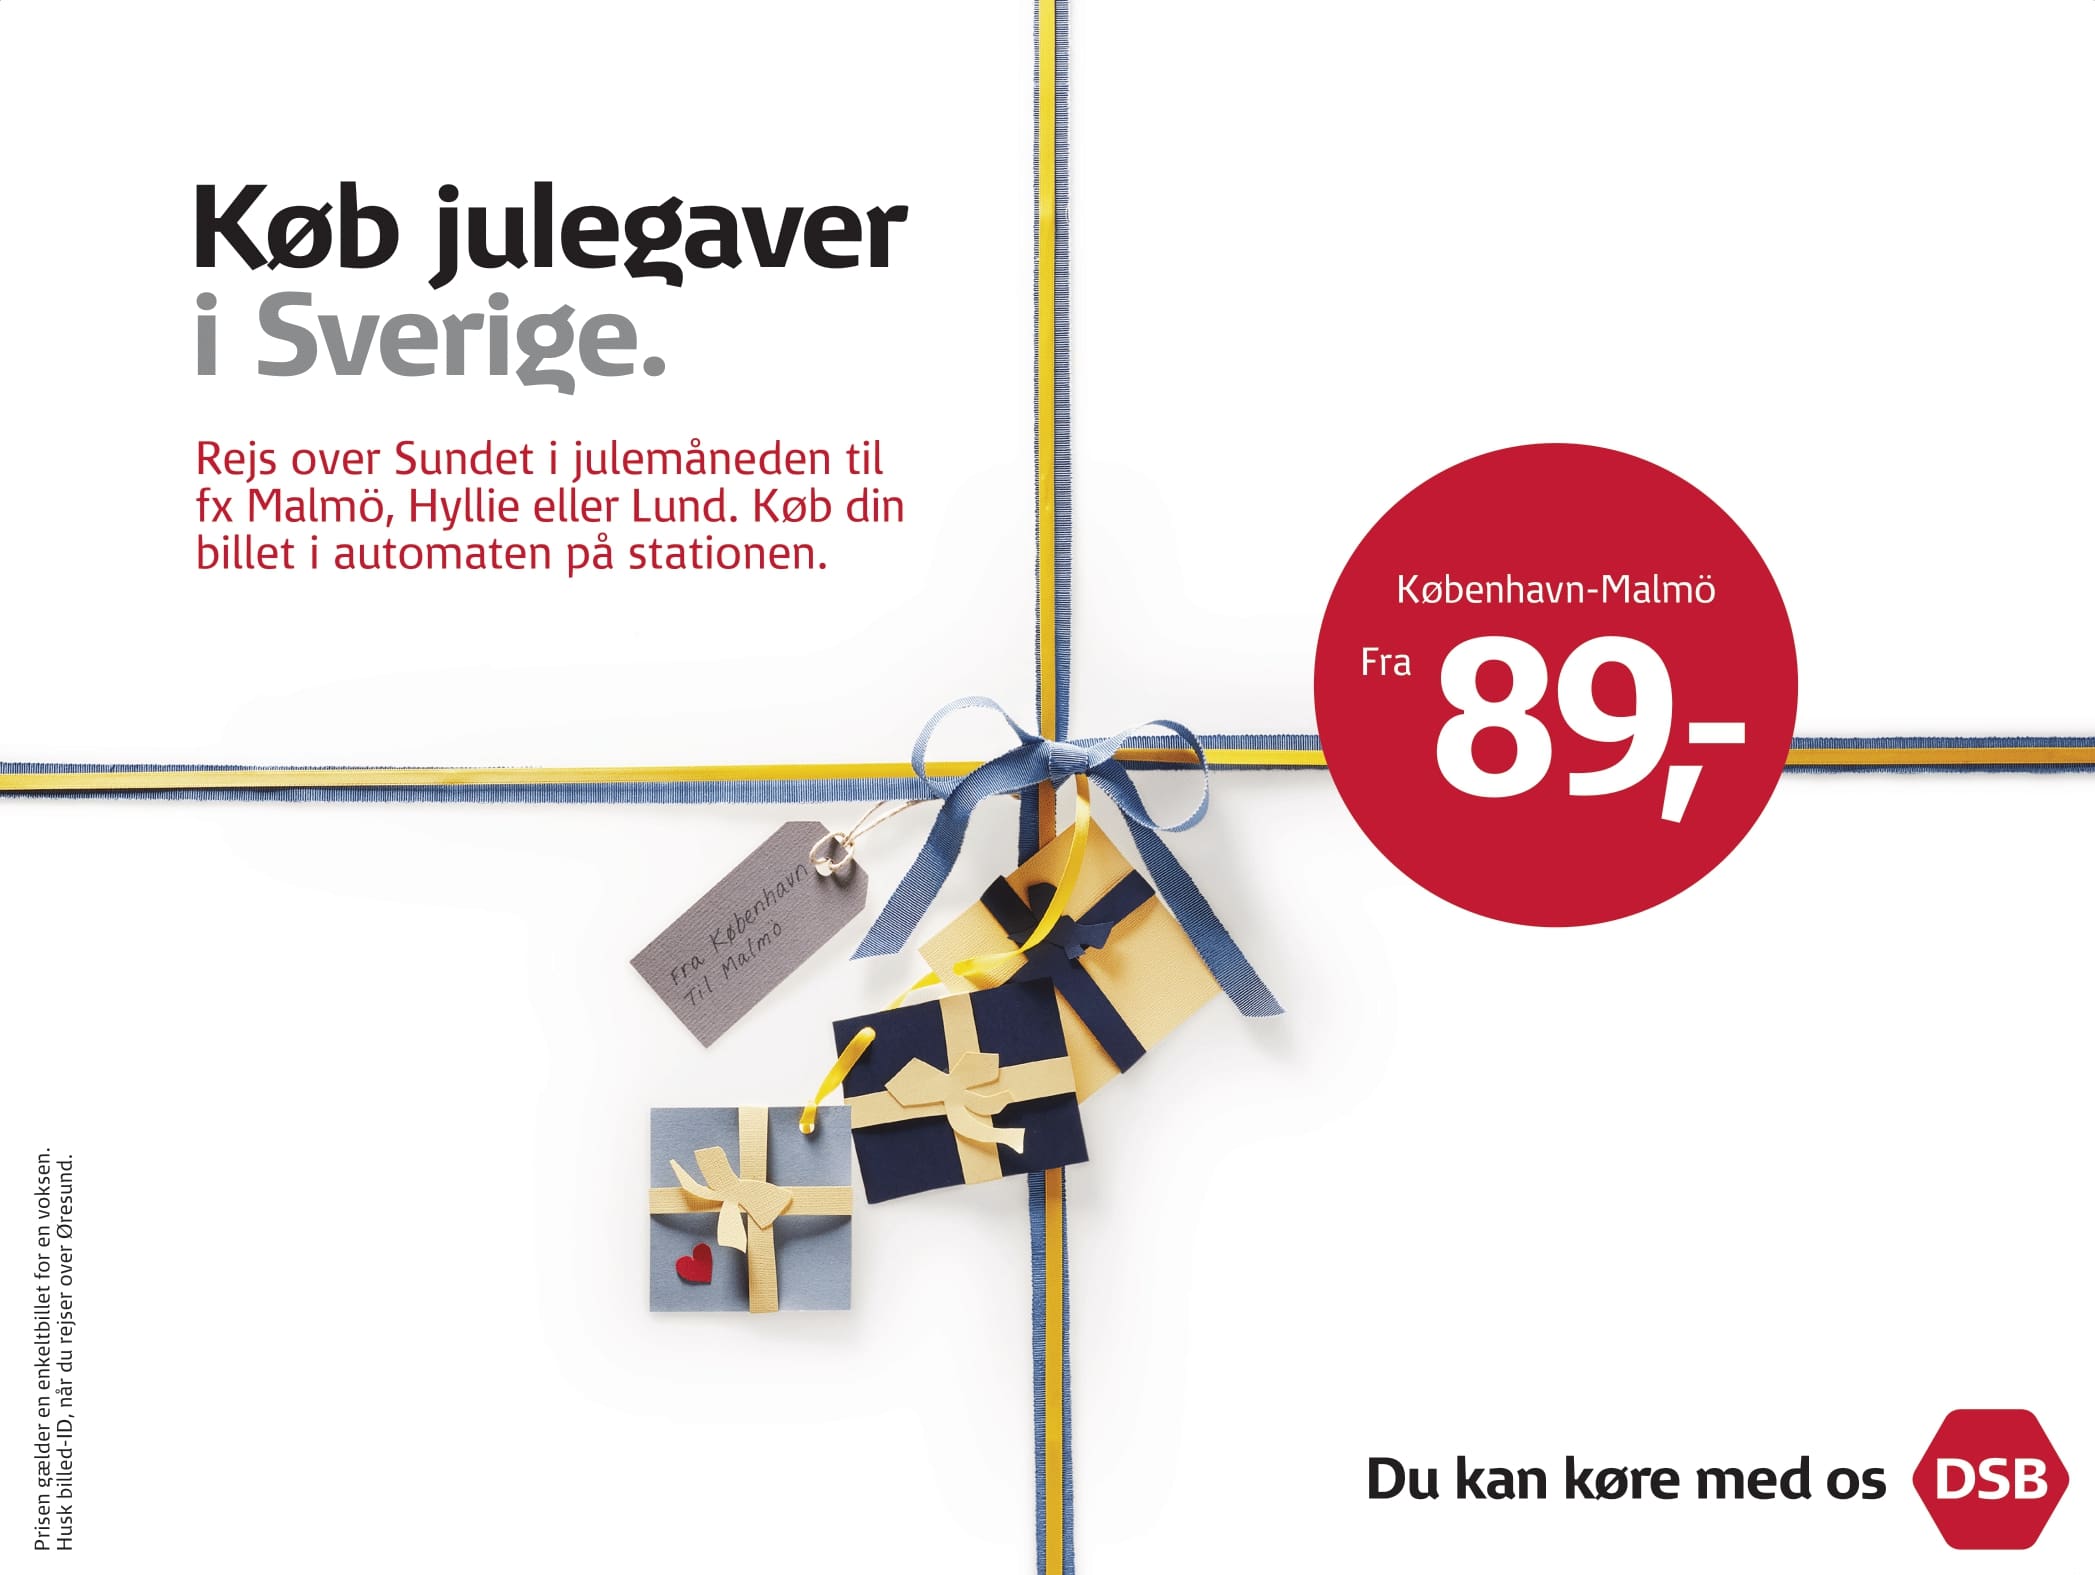 Køb julegaver
i Sverige.
Rejs over Sundet i julemåneden til
fx Malmö, Hyllie eller Lund. Køb din
billet i automaten på stationen.
København-Malmö
Fra 89,-
Fra København
Til Malmö
Prisen gælder en enkeltbillet for en voksen.
Husk billed-ID, når du rejser over Øresund.
Du kan køre med os
DSB